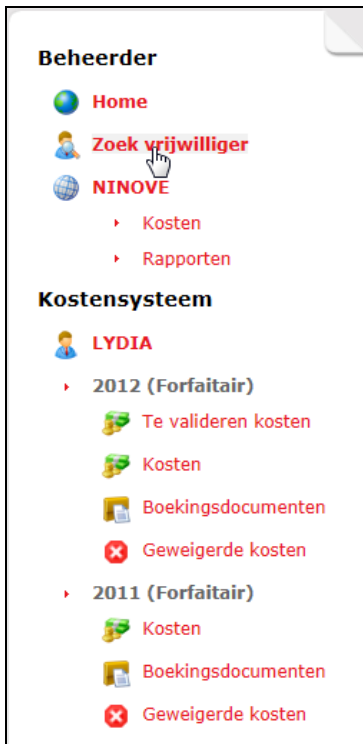 Beheerder
Home
Zoek vrijwilliger
NINOVE
Kosten
Rapporten
Kostensysteem
LYDIA
2012 (Forfaitair)
Te valideren kosten
Kosten
Boekingsdocumenten
Geweigerde kosten
2011 (Forfaitair)
Kosten
Boekingsdocumenten
Geweigerde kosten